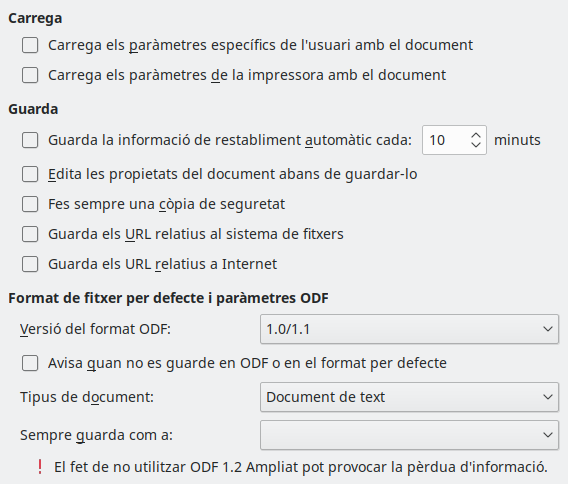 Carrega
Carrega els paràmetres específics de l'usuari amb el document
Carrega els paràmetres de la impressora amb el document
Guarda
Guarda la informació de restabliment automàtic cada: 10 minuts
Edita les propietats del document abans de guardar-lo
Fes sempre una còpia de seguretat
Guarda els URL relatius al sistema de fitxers
Guarda els URL relatius a Internet
Format de fitxer per defecte i paràmetres ODF
Versió del format ODF: 1.0/1.1
Avisa quan no es guarde en ODF o en el format per defecte
Tipus de document: Document de text
Sempre guarda com a:
! El fet de no utilitzar ODF 1.2 Ampliat pot provocar la pèrdua d'informació.